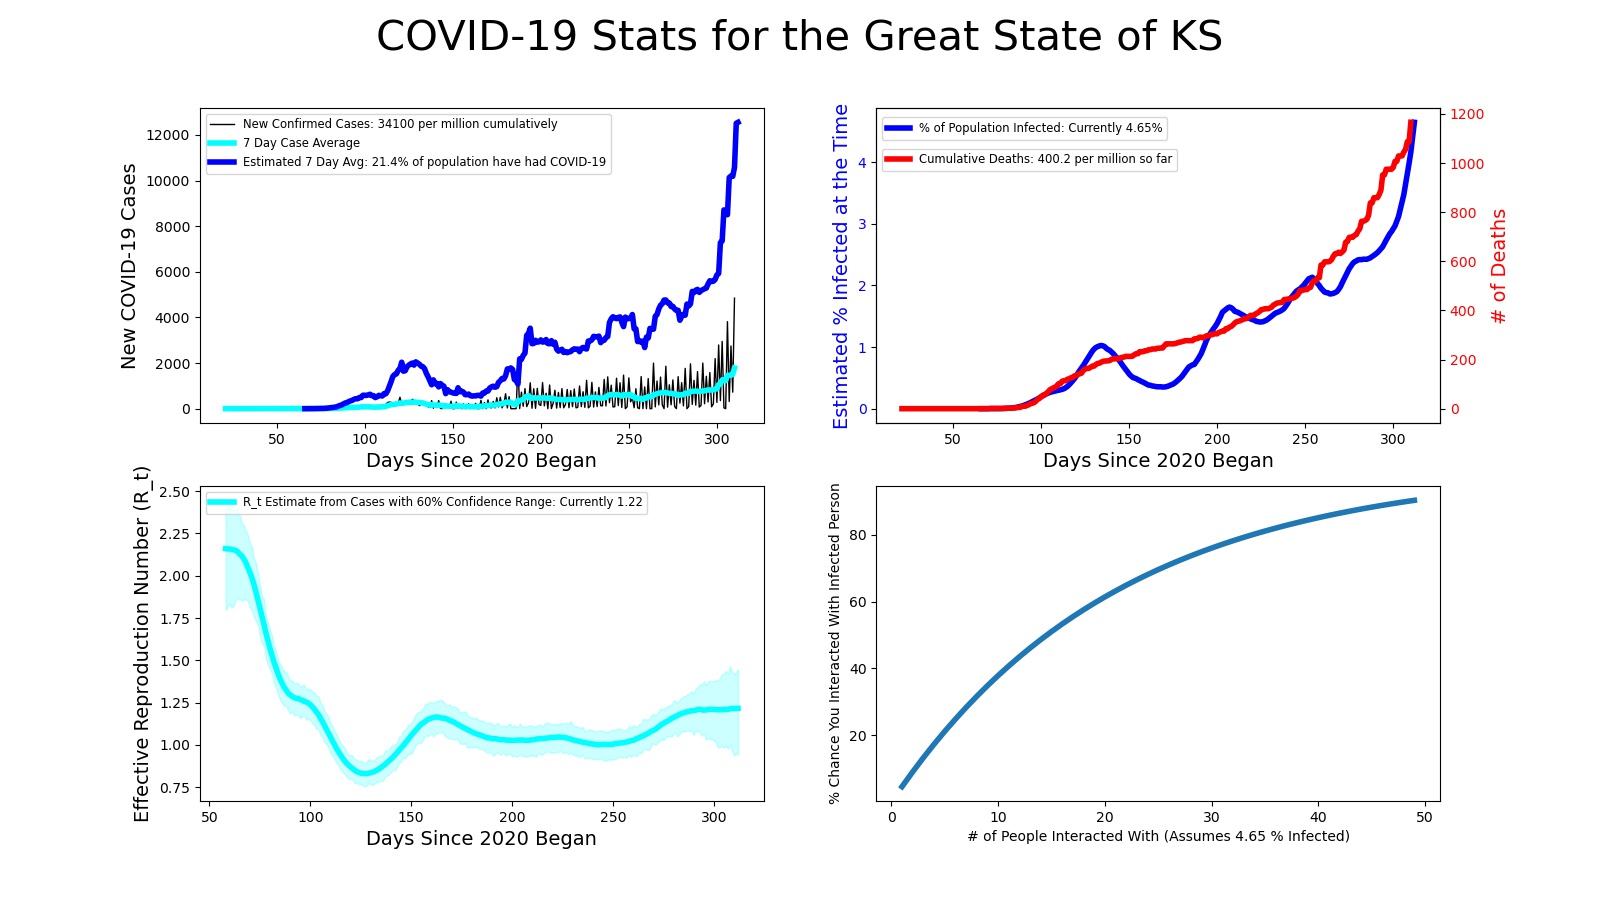 COVID-19 Stats for the Great State of KS
New COVID-19 Cases
12000
10000
8000
6000
4000
2000
0
New Confirmed Cases: 34100 per million cumulatively
7 Day Case Average
Estimated 7 Day Avg: 21.4% of population have had COVID-19
50 100 150 200 250 300
Days Since 2020 Began
Estimated % Infected at the Time
4
3
2
1
0
% of Population Infected: Currently 4.65%
Cumulative Deaths: 400.2 per million so far
1200
1000
800
600
400
200
0
# of Deaths
50 100 150 200 250 300
Days Since 2020 Began
Effective Reproduction Number (R_t)
2.50
2.25
2.00
1.75
1.50
1.25
1.00
0.75
R_t Estimate from Cases with 60% Confidence Range: Currently 1.22
50 100 150 200 250 300
Days Since 2020 Began
% Chance You Interacted With Infected Person
80
60
40
20
0 10 20 30 40 50
# of People Interacted With (Assumes 4.65 % Infected)